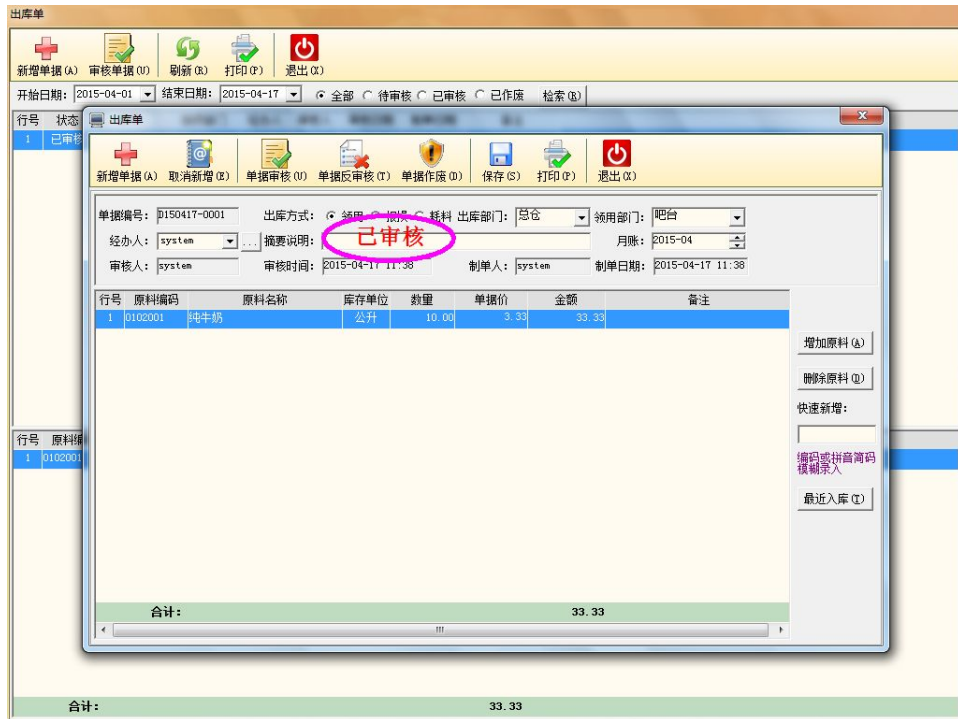 出库单
新增单据(A) 审核单据(U) 刷新(R) 打印(P) 退出(X)
开始日期: 2015-04-01 结束日期: 2015-04-17 全部 待审核 已审核 已作废 检索(R)
行号 状态
1 已审核
出库单
新增单据(A) 取消新增(E) 单据审核(U) 单据反审核(T) 单据作废(D) 保存(S) 打印(P) 退出(X)
单据编号: D150417-0001 出库方式: 领用 报损 耗料 出库部门: 总仓 领用部门: 吧台
经办人: system ... 摘要说明: 已审核 月账: 2015-04
审核人: system 审核时间: 2015-04-17 11:38 制单人: system 制单日期: 2015-04-17 11:38
行号 原料编码 原料名称 库存单位 数量 单据价 金额 备注
1 0102001 纯牛奶 公升 10.00 3.33 33.33
增加原料(A)
删除原料(D)
快速新增:
编码或拼音简码
模糊录入
最近入库(I)
合计: 33.33
行号 原料编
1 0102001
合计: 33.33